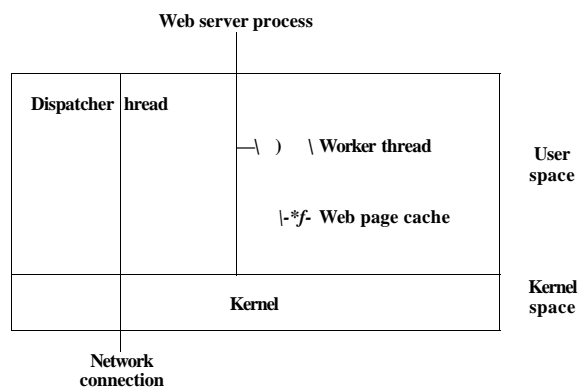 Web server process
Dispatcher hread
—\ ) \ Worker thread
User
space
\-*f- Web page cache
Kernel
Kernel
space
Network
connection